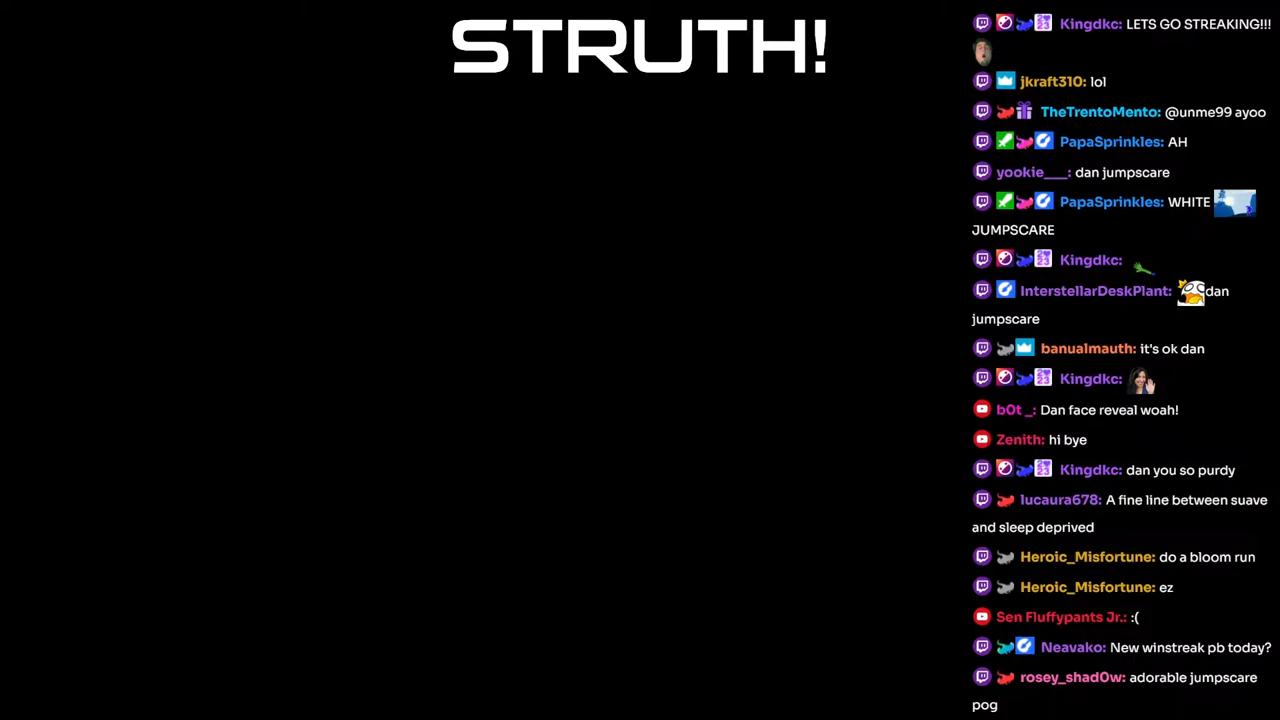 STRUTH!
Kingdkc: LETS GO STREAKING!!!
jkraft310: lol
TheTrentoMento: @unme99 ayoo
PapaSprinkles: AH
yookie___: dan jumpscare
PapaSprinkles: WHITE
JUMPSCARE
Kingdkc:
InterstellarDeskPlant: dan
jumpscare
banualmauth: it's ok dan
Kingdkc:
b0t _: Dan face reveal woah!
Zenith: hi bye
Kingdkc: dan you so purdy
lucaura678: A fine line between suave
and sleep deprived
Heroic_Misfortune: do a bloom run
Heroic_Misfortune: ez
Sen Fluffypants Jr.: :(
Neavako: New winstreak pb today?
rosey_shad0w: adorable jumpscare
pog